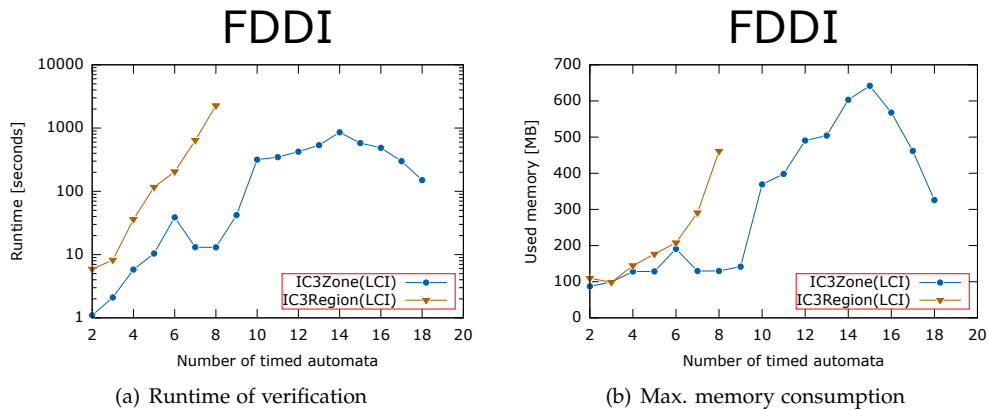 FDDI
10000
1000
100
10
1
Runtime [seconds]
IC3Zone(LCI)
IC3Region(LCI)
2 4 6 8 10 12 14 16 18 20
Number of timed automata
(a) Runtime of verification
FDDI
700
600
500
400
300
200
100
0
Used memory [MB]
IC3Zone(LCI)
IC3Region(LCI)
2 4 6 8 10 12 14 16 18 20
Number of timed automata
(b) Max. memory consumption